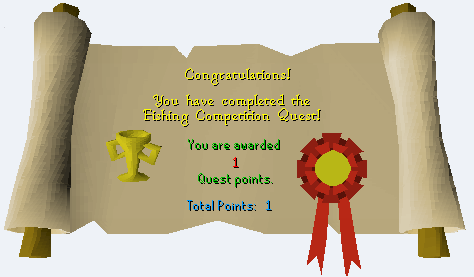 Congratulations!
You have completed the
Fishing Competition Quest!
You are awarded
1
Quest points.
Total Points: 1